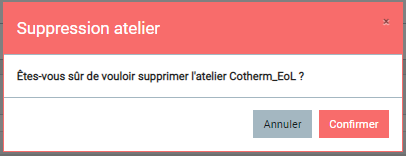 Suppression atelier
×
Êtes-vous sûr de vouloir supprimer l'atelier Cotherm_EoL ?
Annuler
Confirmer